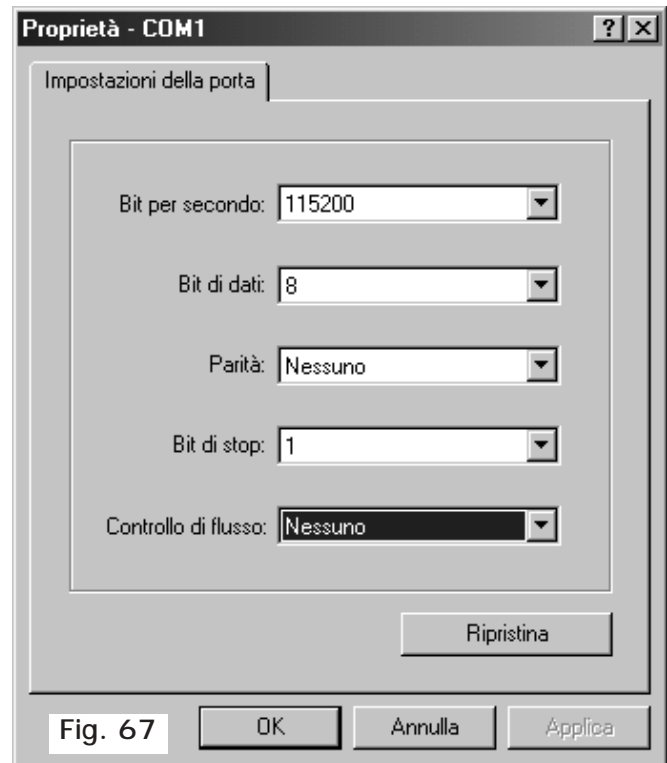 Proprietà - COM1
Impostazioni della porta
Bit per secondo: 115200
Bit di dati: 8
Parità: Nessuno
Bit di stop: 1
Controllo di flusso: Nessuno
Ripristina
Fig. 67 OK Annulla Applica